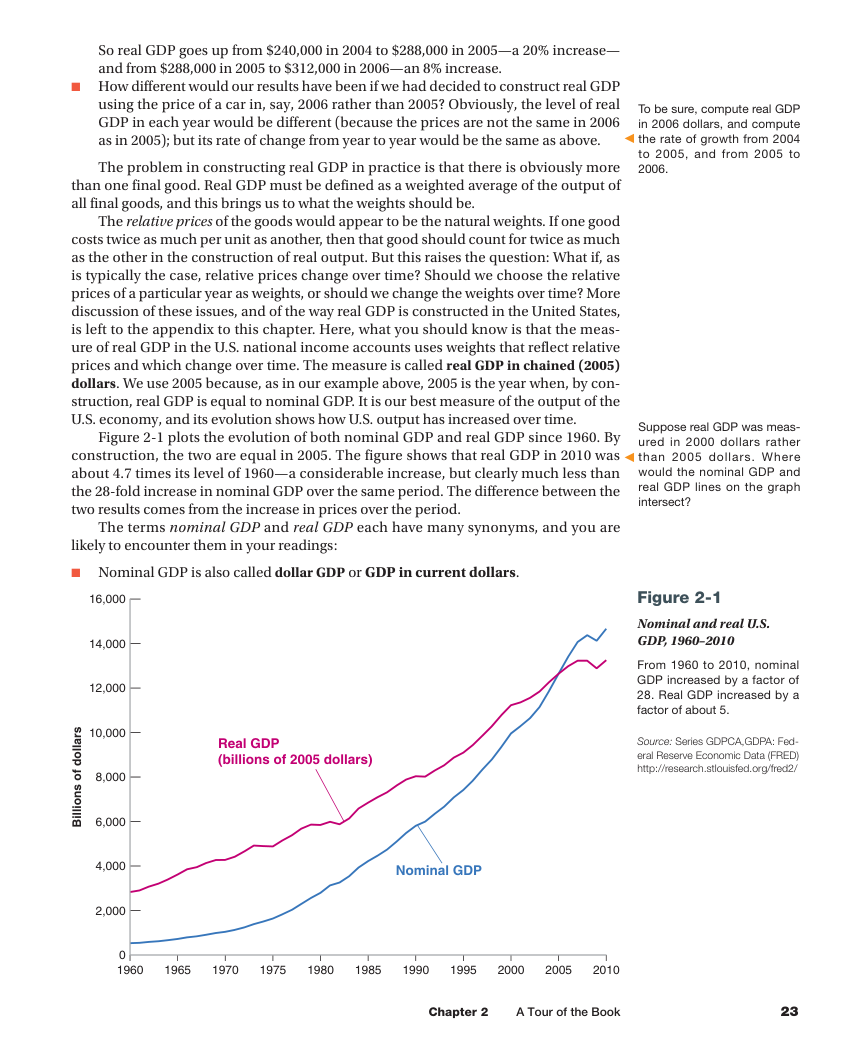 So real GDP goes up from $240,000 in 2004 to $288,000 in 2005—a 20% increase—
and from $288,000 in 2005 to $312,000 in 2006—an 8% increase.
■ How different would our results have been if we had decided to construct real GDP
using the price of a car in, say, 2006 rather than 2005? Obviously, the level of real
GDP in each year would be different (because the prices are not the same in 2006
as in 2005); but its rate of change from year to year would be the same as above.
To be sure, compute real GDP
in 2006 dollars, and compute
◀ the rate of growth from 2004
to 2005, and from 2005 to
2006.
The problem in constructing real GDP in practice is that there is obviously more
than one final good. Real GDP must be defined as a weighted average of the output of
all final goods, and this brings us to what the weights should be.
The relative prices of the goods would appear to be the natural weights. If one good
costs twice as much per unit as another, then that good should count for twice as much
as the other in the construction of real output. But this raises the question: What if, as
is typically the case, relative prices change over time? Should we choose the relative
prices of a particular year as weights, or should we change the weights over time? More
discussion of these issues, and of the way real GDP is constructed in the United States,
is left to the appendix to this chapter. Here, what you should know is that the meas-
ure of real GDP in the U.S. national income accounts uses weights that reflect relative
prices and which change over time. The measure is called real GDP in chained (2005)
dollars. We use 2005 because, as in our example above, 2005 is the year when, by con-
struction, real GDP is equal to nominal GDP. It is our best measure of the output of the
U.S. economy, and its evolution shows how U.S. output has increased over time.
Figure 2-1 plots the evolution of both nominal GDP and real GDP since 1960. By
construction, the two are equal in 2005. The figure shows that real GDP in 2010 was
about 4.7 times its level of 1960—a considerable increase, but clearly much less than
the 28-fold increase in nominal GDP over the same period. The difference between the
two results comes from the increase in prices over the period.
Suppose real GDP was meas-
ured in 2000 dollars rather
◀ than 2005 dollars. Where
would the nominal GDP and
real GDP lines on the graph
intersect?
The terms nominal GDP and real GDP each have many synonyms, and you are
likely to encounter them in your readings:
■ Nominal GDP is also called dollar GDP or GDP in current dollars.
Figure 2-1
Nominal and real U.S.
GDP, 1960–2010
From 1960 to 2010, nominal
GDP increased by a factor of
28. Real GDP increased by a
factor of about 5.
Source: Series GDPCA,GDPA: Fed-
eral Reserve Economic Data (FRED)
http://research.stlouisfed.org/fred2/
Billions of dollars
16,000
14,000
12,000
10,000
8,000
6,000
4,000
2,000
0
Real GDP
(billions of 2005 dollars)
Nominal GDP
1960 1965 1970 1975 1980 1985 1990 1995 2000 2005 2010
Chapter 2 A Tour of the Book 23